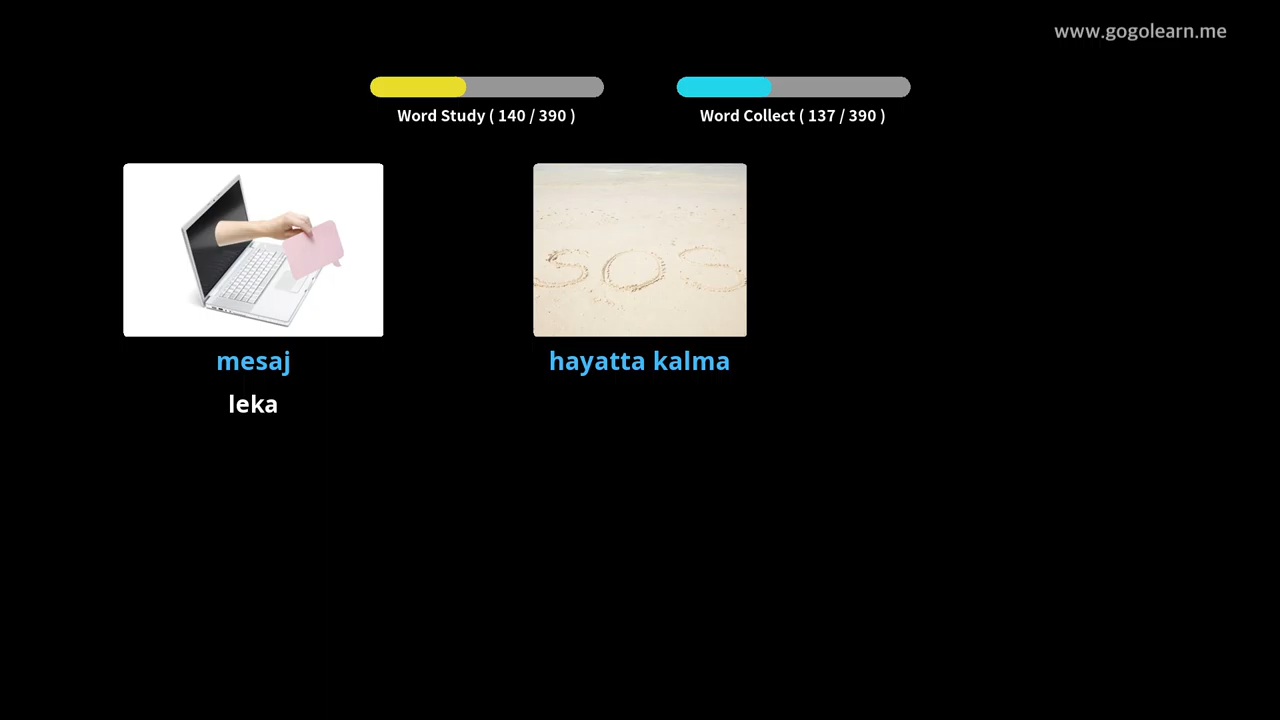 www.gogolearn.me
Word Study ( 140 / 390 )
Word Collect ( 137 / 390 )
SOS
mesaj
hayatta kalma
leka